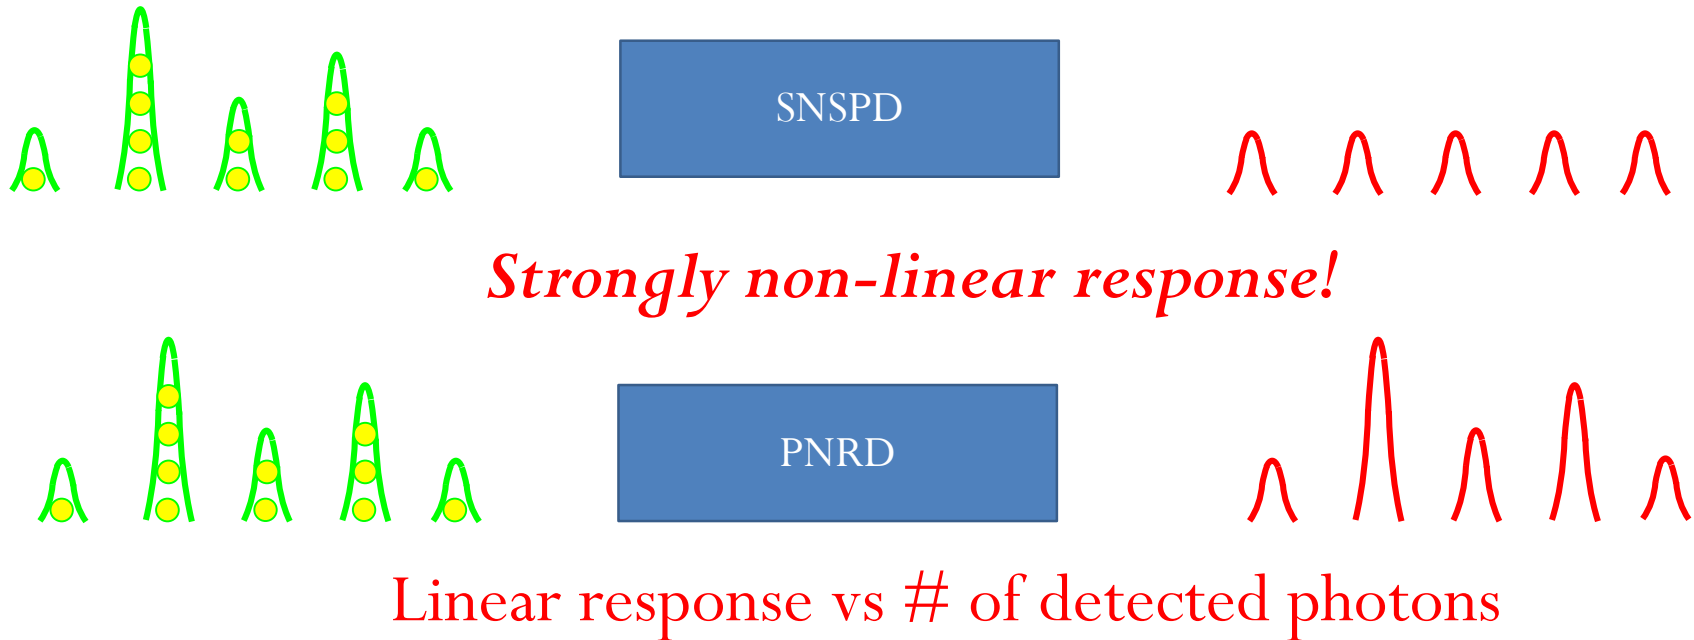 SNSPD
Strongly non-linear response!
PNRD
Linear response vs # of detected photons